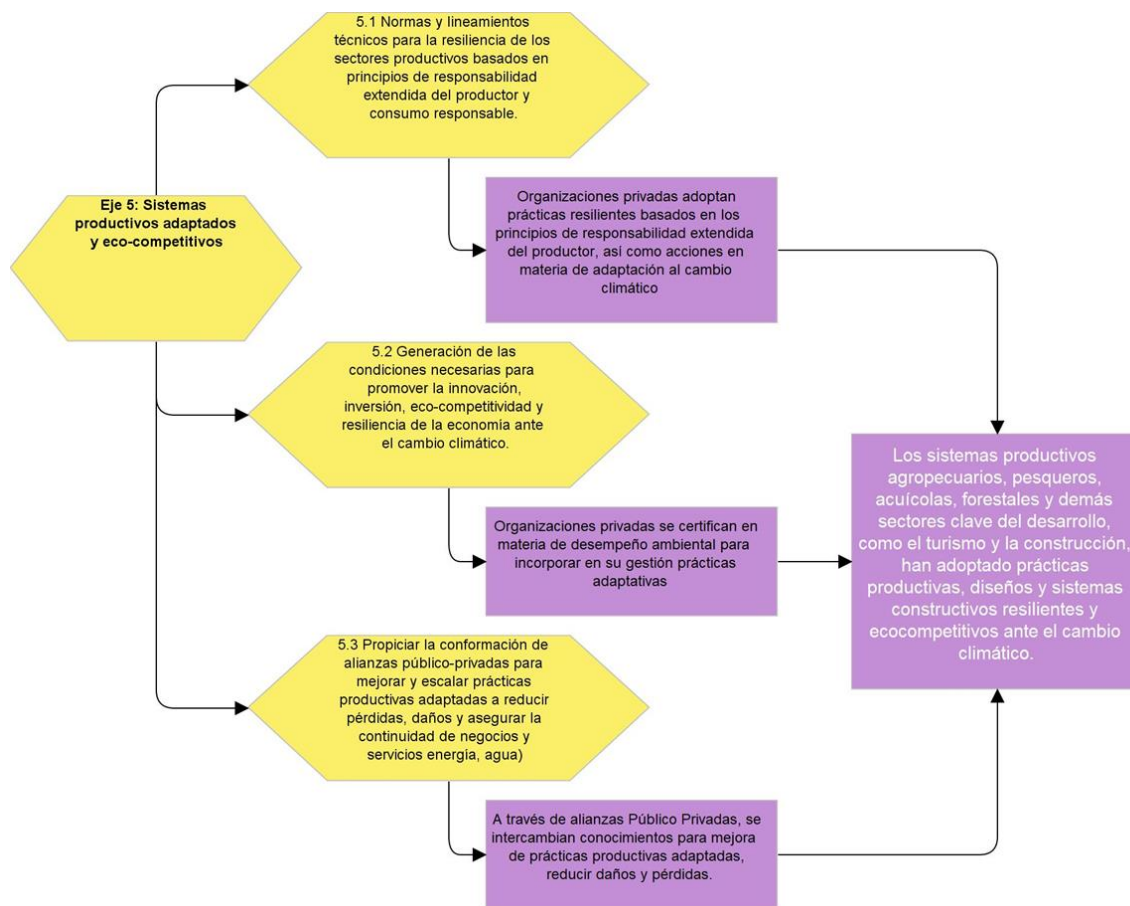 5.1 Normas y lineamientos
técnicos para la resiliencia de los
sectores productivos basados en
principios de responsabilidad
extendida del productor y
consumo responsable.
Eje 5: Sistemas
productivos adaptados
y eco-competitivos
Organizaciones privadas adoptan
prácticas resilientes basados en los
principios de responsabilidad extendida
del productor, así como acciones en
materia de adaptación al cambio
climático
5.2 Generación de las
condiciones necesarias para
promover la innovación,
inversión, eco-competitividad y
resiliencia de la economía ante
el cambio climático.
Organizaciones privadas se certifican en
materia de desempeño ambiental para
incorporar en su gestión prácticas
adaptativas
Los sistemas productivos
agropecuarios, pesqueros,
acuícolas, forestales y demás
sectores clave del desarrollo,
como el turismo y la construcción,
han adoptado prácticas
productivas, diseños y sistemas
constructivos resilientes y
ecocompetitivos ante el cambio
climático.
5.3 Propiciar la conformación de
alianzas público-privadas para
mejorar y escalar prácticas
productivas adaptadas a reducir
pérdidas, daños y asegurar la
continuidad de negocios y
servicios energía, agua)
A través de alianzas Público Privadas, se
intercambian conocimientos para mejora
de prácticas productivas adaptadas,
reducir daños y pérdidas.